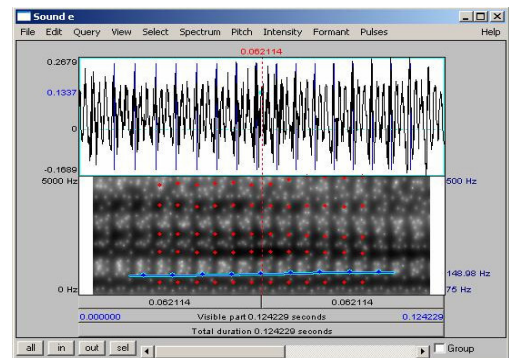 Sound e
File Edit Query View Select Spectrum Pitch Intensity Formant Pulses Help
0.062114
0.2679
0.1337
0
-0.1689
5000 Hz 500 Hz
148.98 Hz
0 Hz 75 Hz
0.062114 0.062114
0.000000 Visible part 0.124229 seconds 0.124229
Total duration 0.124229 seconds
all in out sel Group